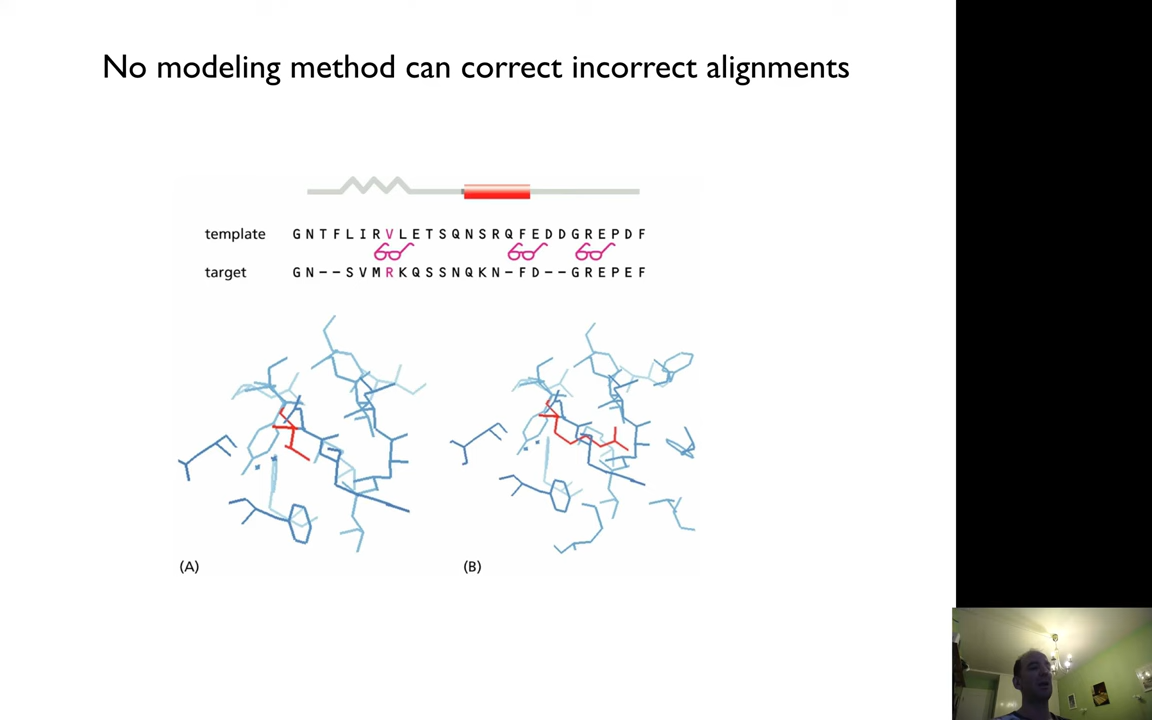 No modeling method can correct incorrect alignments
template G N T F L I R V L E T S Q N S R Q F E D D G R E P D F
target G N - - S V M R K Q S S N Q K N - F D - - G R E P E F
(A) (B)